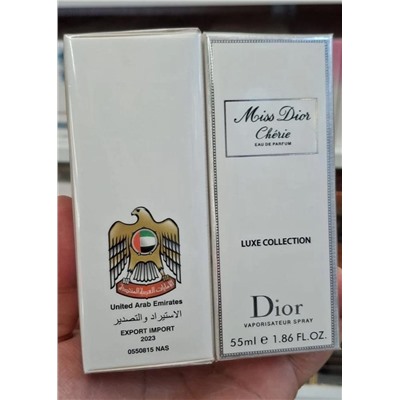 United Arab Emirates
الاستيراد والتصدير
EXPORT IMPORT
2023
0550815 NAS
Miss Dior
Chérie
EAU DE PARFUM
LUXE COLLECTION
Dior
VAPORISATEUR SPRAY
55ml e 1.86 FL.OZ.